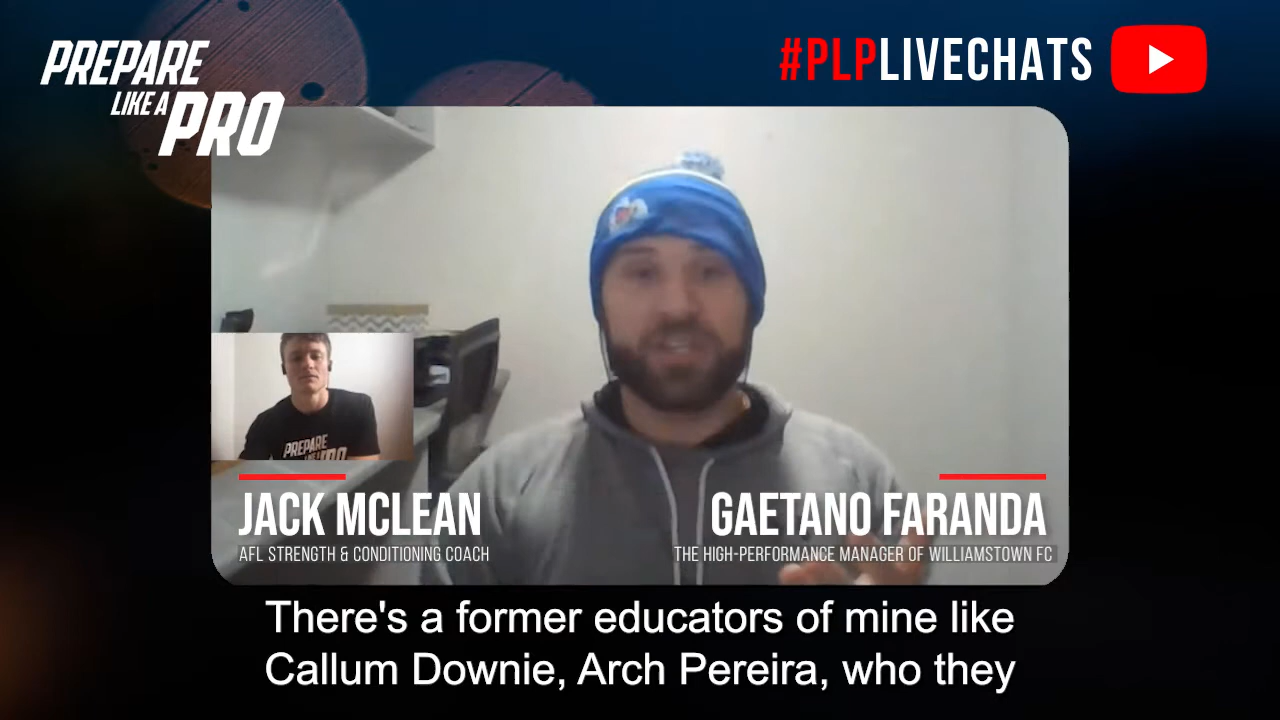 PREPARE
LIKE A
PRO
#PLPLIVECHATS
PREPARE
JACK MCLEAN
AFL STRENGTH & CONDITIONING COACH
GAETANO FARANDA
THE HIGH-PERFORMANCE MANAGER OF WILLIAMSTOWN FC
There's a former educators of mine like
Callum Downie, Arch Pereira, who they